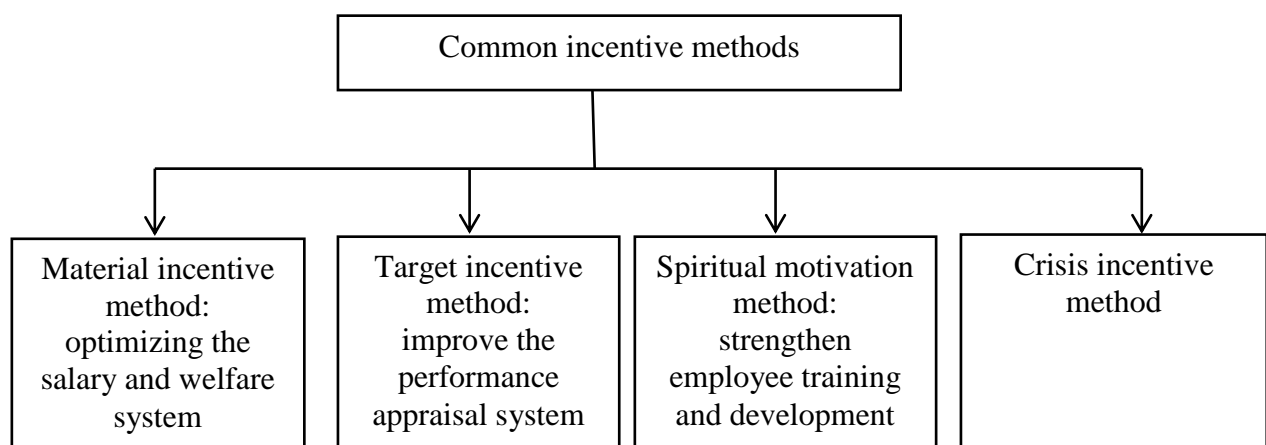 Common incentive methods
Material incentive
method:
optimizing the
salary and welfare
system
Target incentive
method:
improve the
performance
appraisal system
Spiritual motivation
method:
strengthen
employee training
and development
Crisis incentive
method